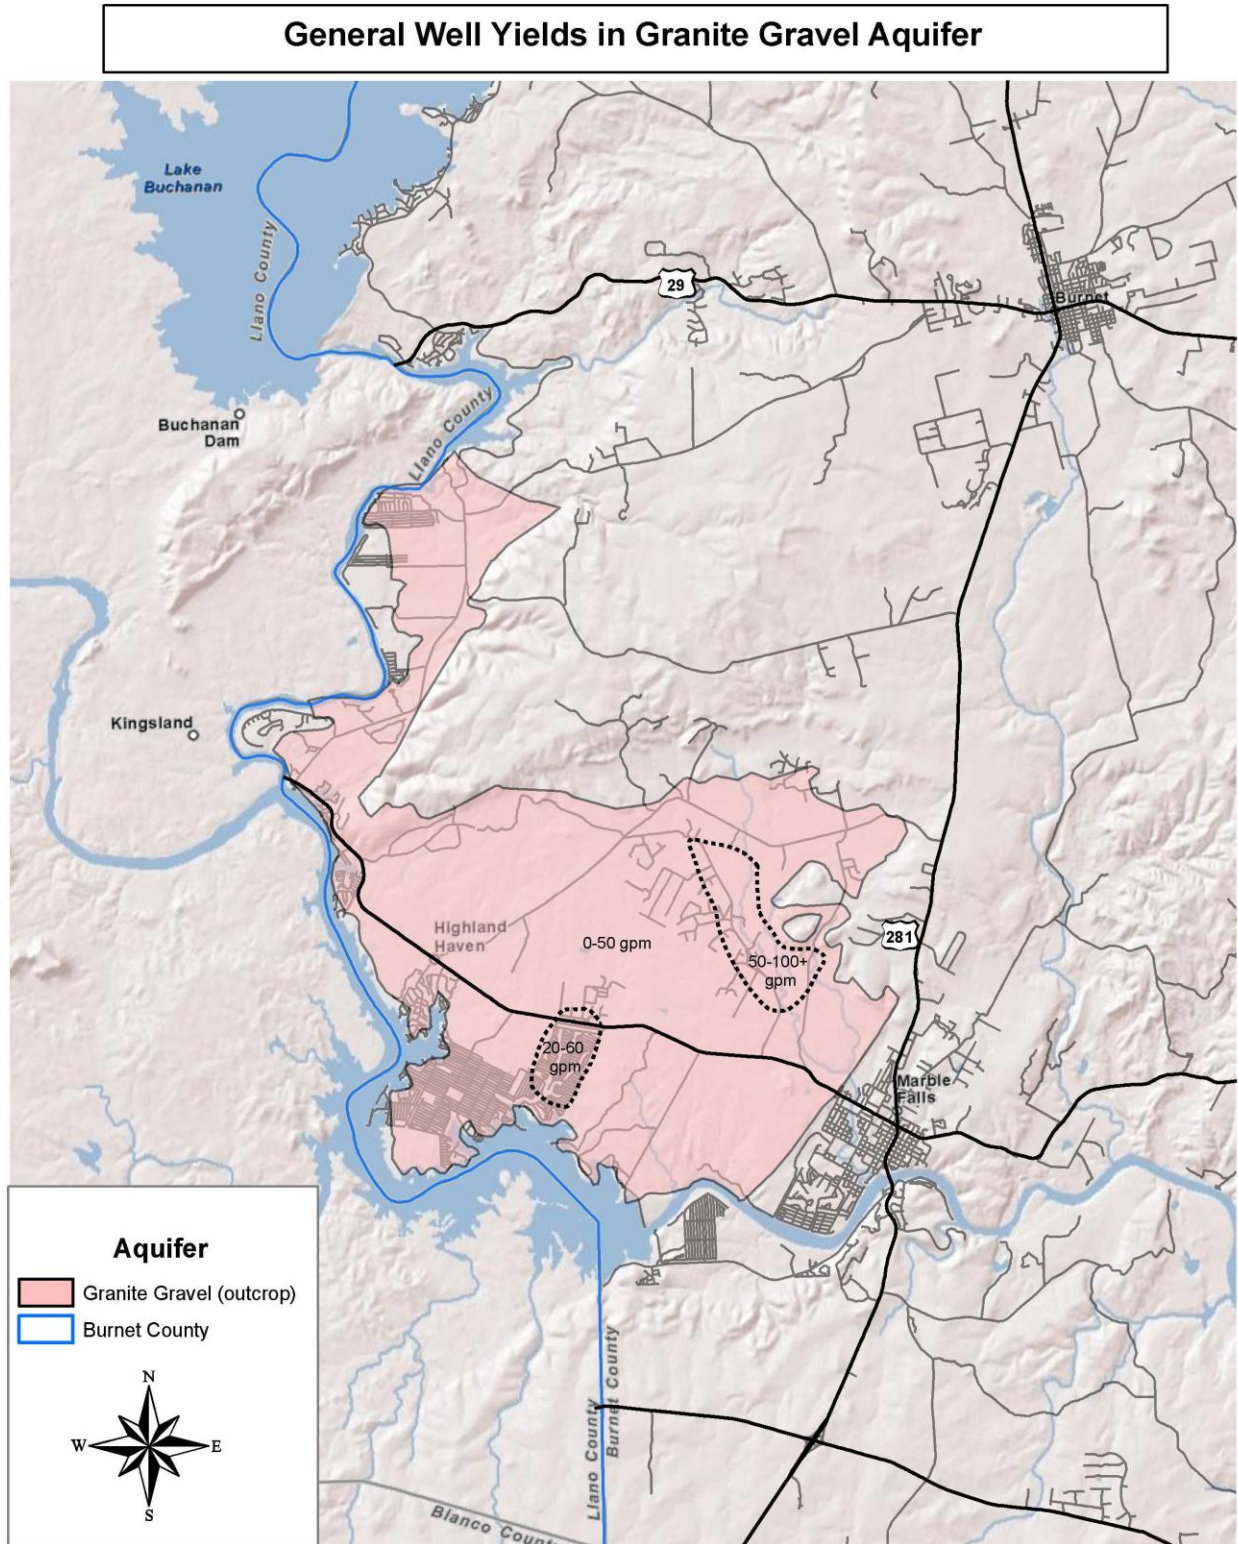 General Well Yields in Granite Gravel Aquifer
Lake
Buchanan
Llano County
29
Burnet
Buchanan
Dam
Llano County
Kingsland
Highland
Haven
0-50 gpm
281
50-100+
gpm
20-60
gpm
Marble
Falls
Aquifer
Granite Gravel (outcrop)
Burnet County
N
W
E
S
Llano County
Burnet County
Blanco County